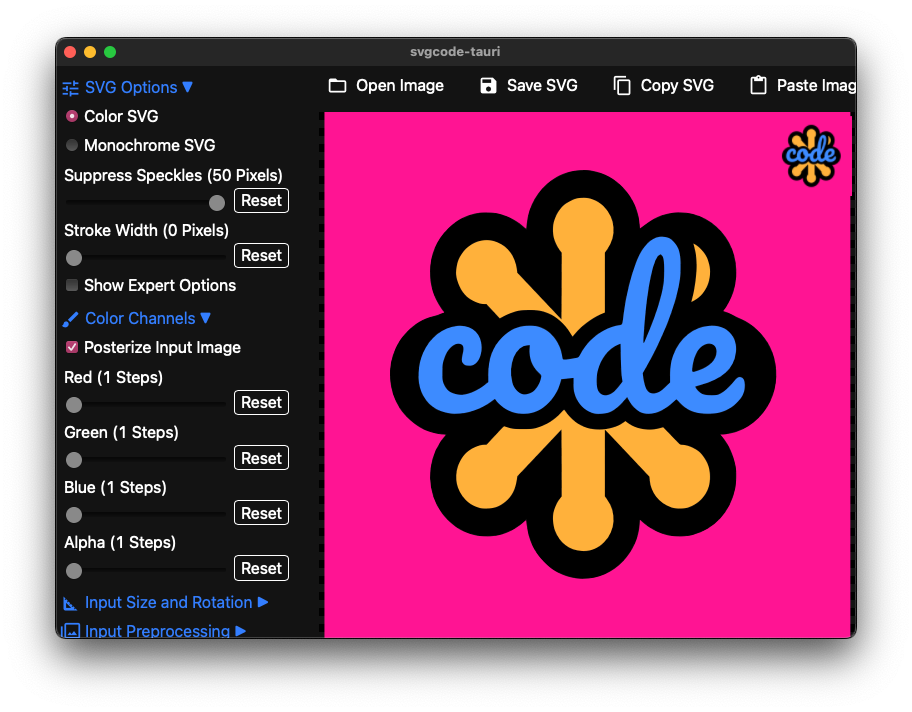 svgcode-tauri
SVG Options ▼
Open Image
Save SVG
Copy SVG
Paste Imag
Color SVG
Monochrome SVG
Suppress Speckles (50 Pixels)
Reset
Stroke Width (0 Pixels)
Reset
Show Expert Options
Color Channels ▼
Posterize Input Image
Red (1 Steps)
Reset
Green (1 Steps)
Reset
Blue (1 Steps)
Reset
Alpha (1 Steps)
Reset
Input Size and Rotation ▶
Input Preprocessing ▶
code
code